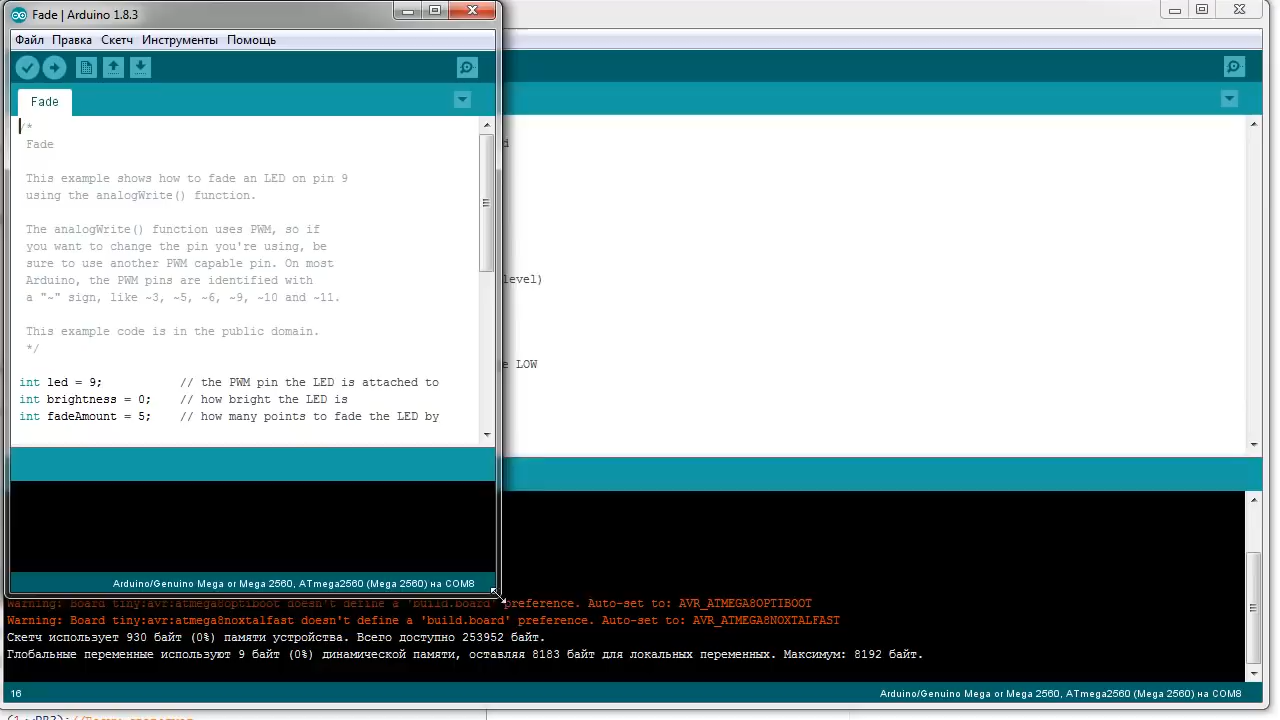 Fade | Arduino 1.8.3
Файл Правка Скетч Инструменты Помощь
Fade
/*
Fade
This example shows how to fade an LED on pin 9
using the analogWrite() function.
The analogWrite() function uses PWM, so if
you want to change the pin you're using, be
sure to use another PWM capable pin. On most
Arduino, the PWM pins are identified with
a "~" sign, like ~3, ~5, ~6, ~9, ~10 and ~11.
This example code is in the public domain.
*/
int led = 9; // the PWM pin the LED is attached to
int brightness = 0; // how bright the LED is
int fadeAmount = 5; // how many points to fade the LED by
Arduino/Genuino Mega or Mega 2560, ATmega2560 (Mega 2560) на COM8
d
level)
e LOW
Warning: Board tiny:avr:atmega8optiboot doesn't define a 'build.board' preference. Auto-set to: AVR_ATMEGA8OPTIBOOT
Warning: Board tiny:avr:atmega8noxtalfast doesn't define a 'build.board' preference. Auto-set to: AVR_ATMEGA8NOXTALFAST
Скетч использует 930 байт (0%) памяти устройства. Всего доступно 253952 байт.
Глобальные переменные используют 9 байт (0%) динамической памяти, оставляя 8183 байт для локальных переменных. Максимум: 8192 байт.
16 Arduino/Genuino Mega or Mega 2560, ATmega2560 (Mega 2560) на COM8